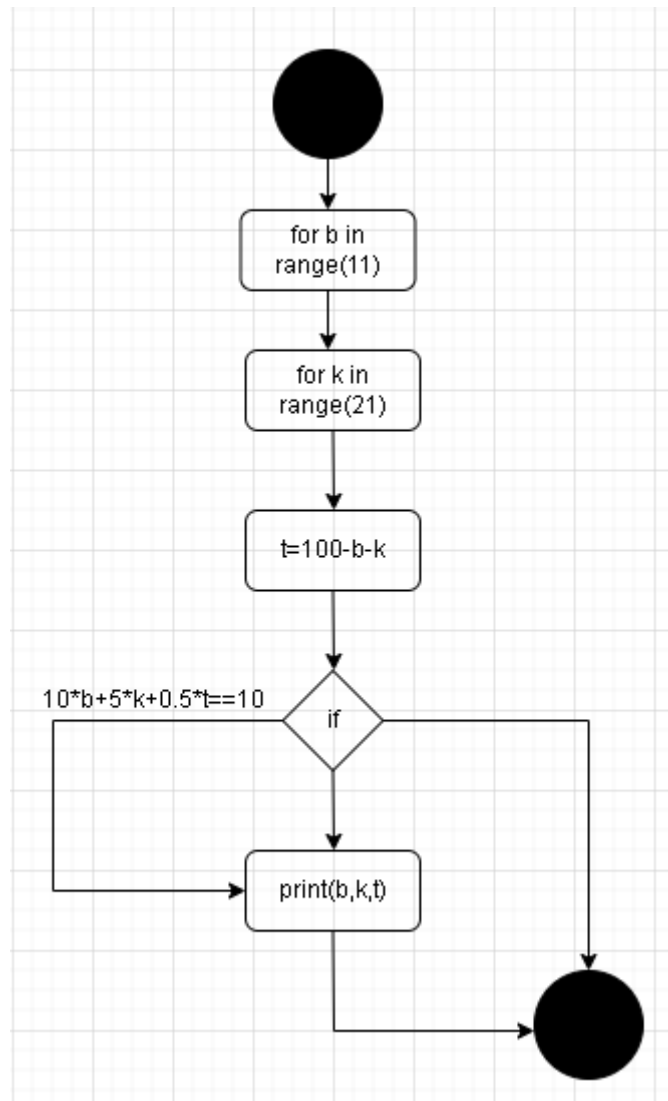 for b in
range(11)
for k in
range(21)
t=100-b-k
10*b+5*k+0.5*t==10
if
print(b,k,t)